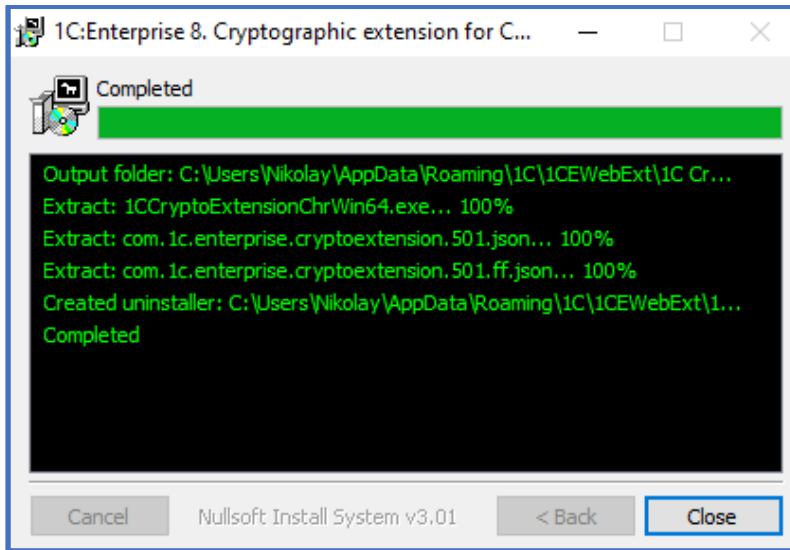 1C:Enterprise 8. Cryptographic extension for C...
Completed
Output folder: C:\Users\Nikolay\AppData\Roaming\1C\1CEWebExt\1C Cr...
Extract: 1CCryptoExtensionChrWin64.exe... 100%
Extract: com.1c.enterprise.cryptoextension.501.json... 100%
Extract: com.1c.enterprise.cryptoextension.501.ff.json... 100%
Created uninstaller: C:\Users\Nikolay\AppData\Roaming\1C\1CEWebExt\1...
Completed
Cancel Nullsoft Install System v3.01 < Back Close